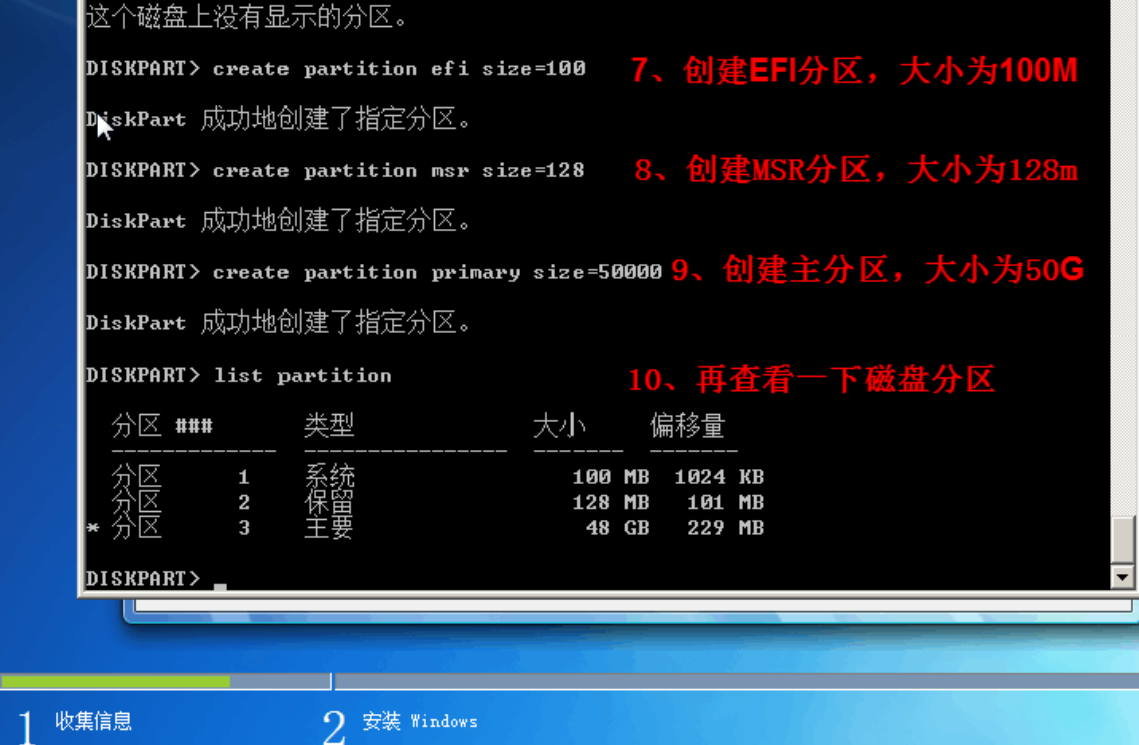 这个磁盘上没有显示的分区。
DISKPART> create partition efi size=100 7、创建EFI分区，大小为100M
DiskPart 成功地创建了指定分区。
DISKPART> create partition msr size=128 8、创建MSR分区，大小为128m
DiskPart 成功地创建了指定分区。
DISKPART> create partition primary size=50000 9、创建主分区，大小为50G
DiskPart 成功地创建了指定分区。
DISKPART> list partition 10、再查看一下磁盘分区
分区 ### 类型 大小 偏移量
------------- ---------------- ------- -------
分区 1 系统 100 MB 1024 KB
分区 2 保留 128 MB 101 MB
* 分区 3 主要 48 GB 229 MB
DISKPART> _
1 收集信息 2 安装 Windows